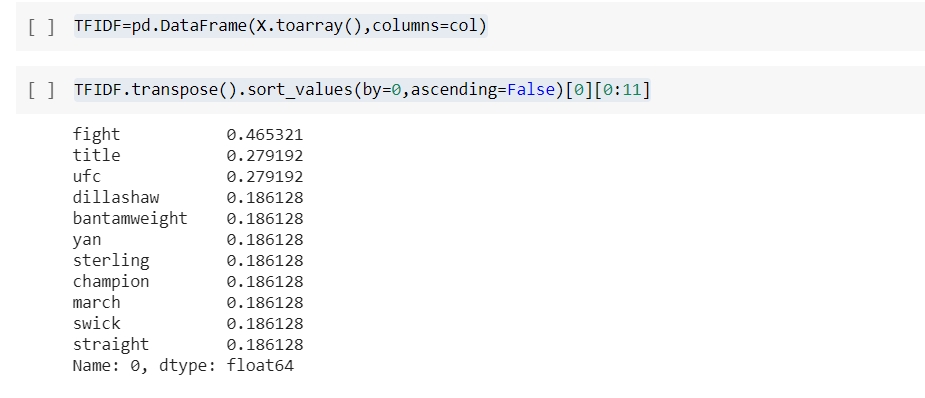 [ ] TFIDF=pd.DataFrame(X.toarray(),columns=col)
[ ] TFIDF.transpose().sort_values(by=0,ascending=False)[0][0:11]
fight 0.465321
title 0.279192
ufc 0.279192
dillashaw 0.186128
bantamweight 0.186128
yan 0.186128
sterling 0.186128
champion 0.186128
march 0.186128
swick 0.186128
straight 0.186128
Name: 0, dtype: float64